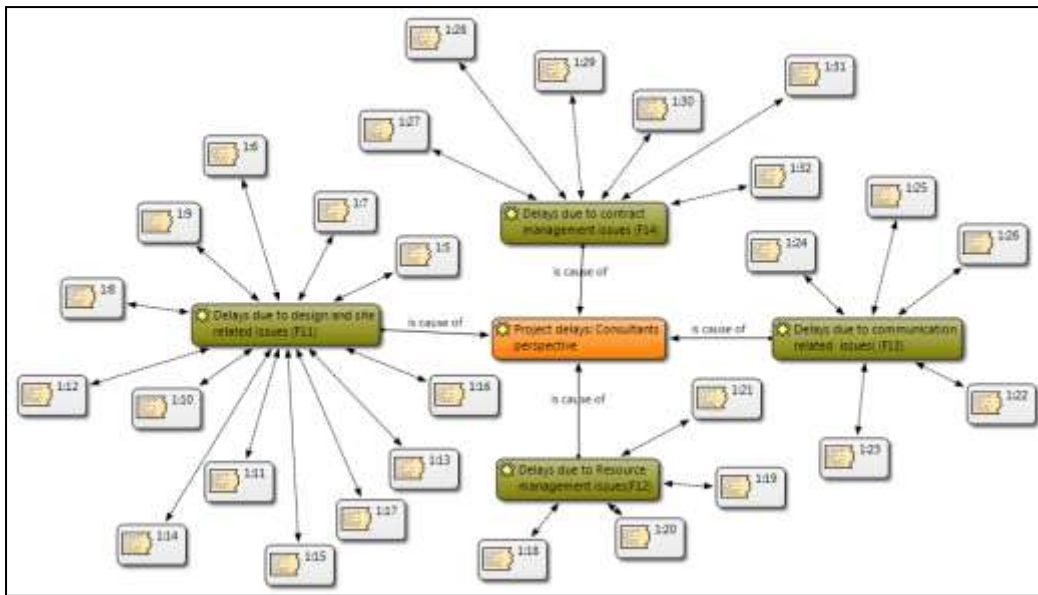 1:28
1:29
1:31
1:30
1:27
1:6
1:32
1:25
1:9
1:7
1:24
1:26
1:5
Delays due to contract
management issues (F14
is cause of
1:8
Delays due to design and site
related issues (F11)
is cause of
Project delays: Consultants
perspective
is cause of
Delays due to communication
related issues(
1:12
1:10
1:16
is cause of
1:21
1:22
1:23
1:11
1:13
Delays due to Resource
management issues(F12
1:19
1:14
1:17
1:15
1:18
1:20